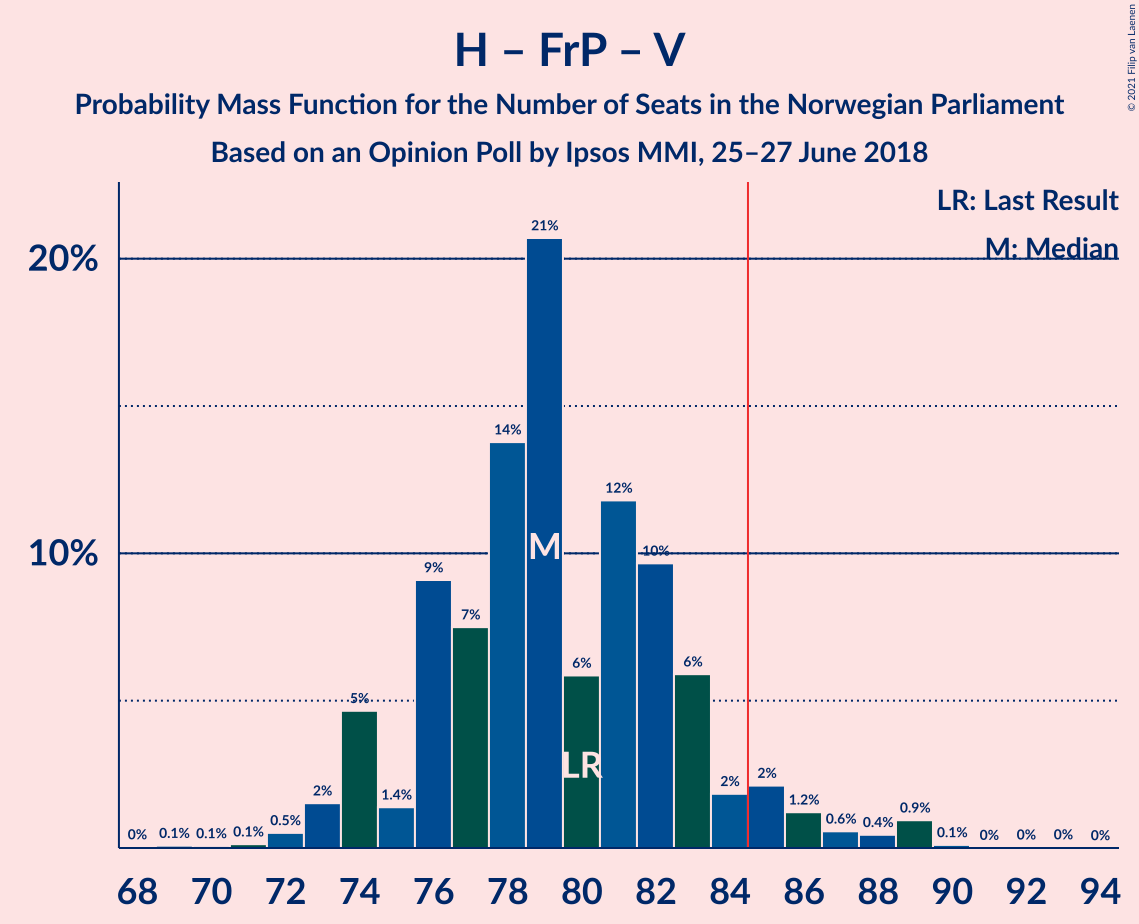 H – FrP – V
Probability Mass Function for the Number of Seats in the Norwegian Parliament
Based on an Opinion Poll by Ipsos MMI, 25–27 June 2018
© 2021 Filip van Laenen
LR: Last Result
M: Median
20%
10%
0% 0.1% 0.1% 0.1% 0.5% 2% 5% 1.4% 9% 7% 14% 21% 6% 12% 10% 6% 2% 2% 1.2% 0.6% 0.4% 0.9% 0.1% 0% 0% 0% 0%
M
LR
68 70 72 74 76 78 80 82 84 86 88 90 92 94